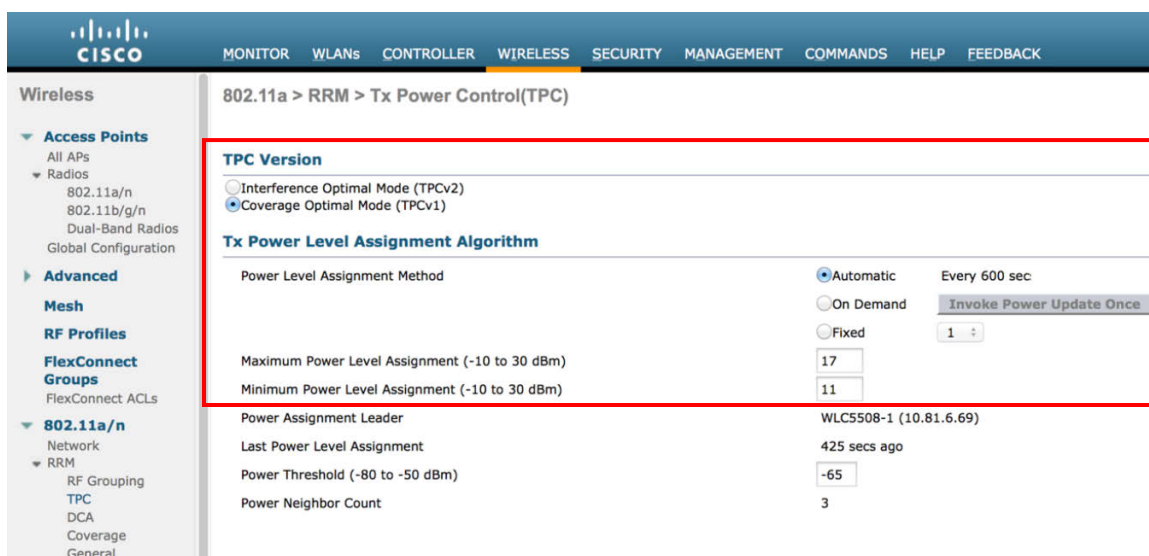 CISCO
MONITOR WLANs CONTROLLER WIRELESS SECURITY MANAGEMENT COMMANDS HELP FEEDBACK
Wireless
Access Points
All APs
Radios
802.11a/n
802.11b/g/n
Dual-Band Radios
Global Configuration
Advanced
Mesh
RF Profiles
FlexConnect
Groups
FlexConnect ACLs
802.11a/n
Network
RRM
RF Grouping
TPC
DCA
Coverage
General
802.11a > RRM > Tx Power Control(TPC)
TPC Version
Interference Optimal Mode (TPCv2)
Coverage Optimal Mode (TPCv1)
Tx Power Level Assignment Algorithm
Power Level Assignment Method Automatic Every 600 sec
On Demand Invoke Power Update Once
Fixed 1
Maximum Power Level Assignment (-10 to 30 dBm) 17
Minimum Power Level Assignment (-10 to 30 dBm) 11
Power Assignment Leader WLC5508-1 (10.81.6.69)
Last Power Level Assignment 425 secs ago
Power Threshold (-80 to -50 dBm) -65
Power Neighbor Count 3